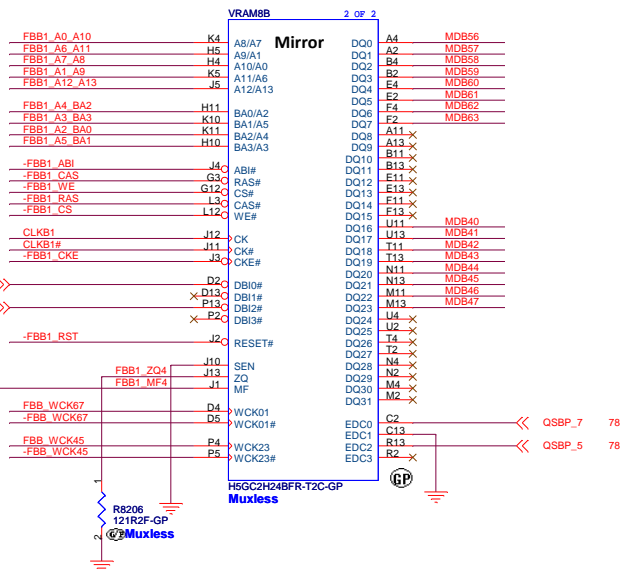 VRAM8B 2 OF 2
Mirror
FBB1_A0_A10 K4 A8/A7 DQ0 A4 MDB56
FBB1_A6_A11 H5 A9/A1 DQ1 A2 MDB57
FBB1_A7_A8 H4 A10/A0 DQ2 B4 MDB58
FBB1_A1_A9 K5 A11/A6 DQ3 B2 MDB59
FBB1_A12_A13 J5 A12/A13 DQ4 E4 MDB60
DQ5 E2 MDB61
FBB1_A4_BA2 H11 BA0/A2 DQ6 F4 MDB62
FBB1_A3_BA3 K10 BA1/A5 DQ7 F2 MDB63
FBB1_A2_BA0 K11 BA2/A4 DQ8 A11
FBB1_A5_BA1 H10 BA3/A3 DQ9 A13
DQ10 B11
-FBB1_ABI J4 ABI# DQ11 B13
-FBB1_CAS G3 RAS# DQ12 E11
-FBB1_WE G12 CS# DQ13 E13
-FBB1_RAS L3 CAS# DQ14 F11
-FBB1_CS L12 WE# DQ15 F13
DQ16 U11 MDB40
CLKB1 J12 CK DQ17 U13 MDB41
CLKB1# J11 CK# DQ18 T11 MDB42
-FBB1_CKE J3 CKE# DQ19 T13 MDB43
DQ20 N11 MDB44
D2 DBI0# DQ21 N13 MDB45
D13 DBI1# DQ22 M11 MDB46
P13 DBI2# DQ23 M13 MDB47
P2 DBI3# DQ24 U4
DQ25 U2
-FBB1_RST J2 RESET# DQ26 T4
DQ27 T2
J10 SEN DQ28 N4
FBB1_ZQ4 J13 ZQ DQ29 N2
FBB1_MF4 J1 MF DQ30 M4
DQ31 M2
FBB_WCK67 D4 WCK01
-FBB_WCK67 D5 WCK01# EDC0 C2 QSBP_7 78
EDC1 C13
FBB_WCK45 P4 WCK23 EDC2 R13 QSBP_5 78
-FBB_WCK45 P5 WCK23# EDC3 R2
GP
H5GC2H24BFR-T2C-GP
Muxless
1
R8206
121R2F-GP
2 GP Muxless